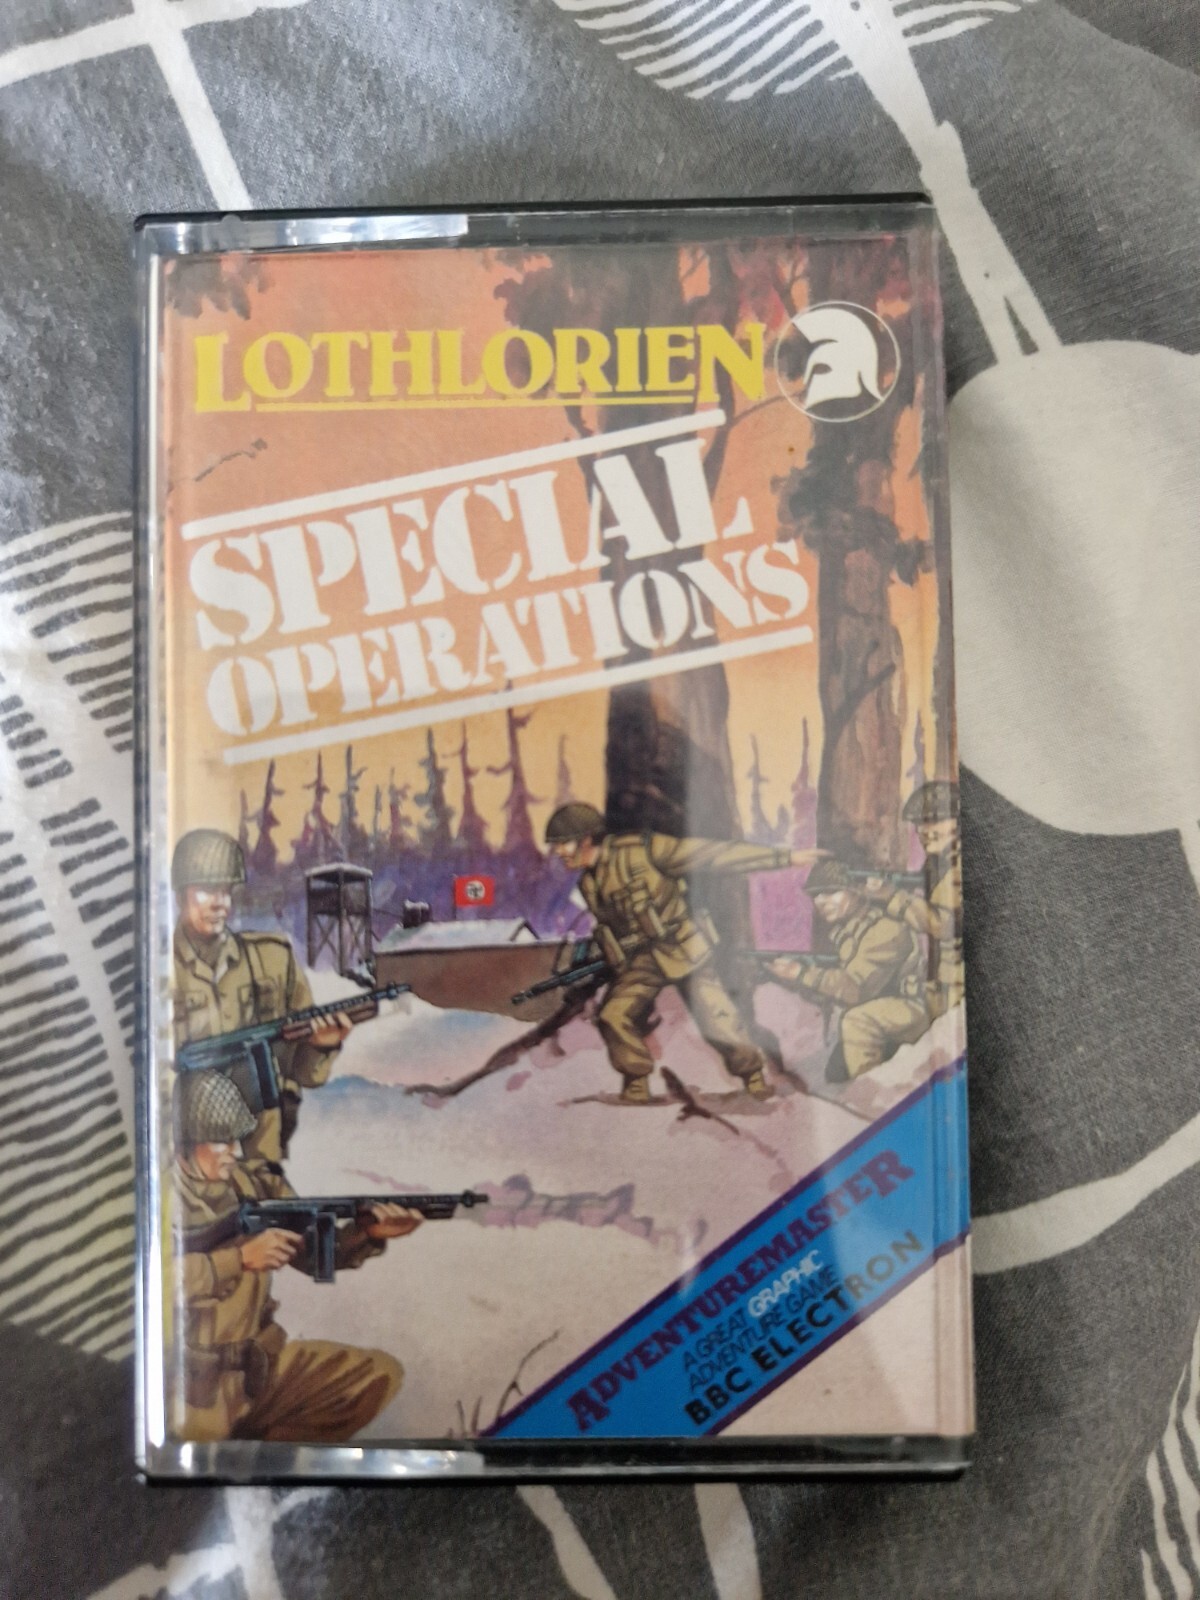 LOTHLORIEN
SPECIAL
OPERATIONS
ADVENTUREMASTER
A GREAT GRAPHIC
ADVENTURE GAME
BBC ELECTRON